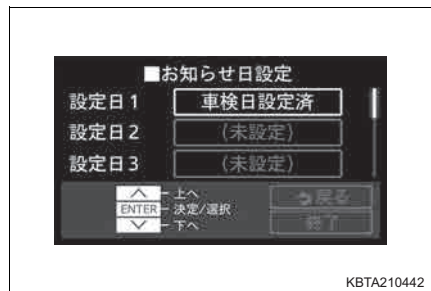 ■お知らせ日設定
設定日1 車検日設定済
設定日2 (未設定)
設定日3 (未設定)
上へ
ENTER 決定/選択 戻る
下へ 終了
KBTA210442